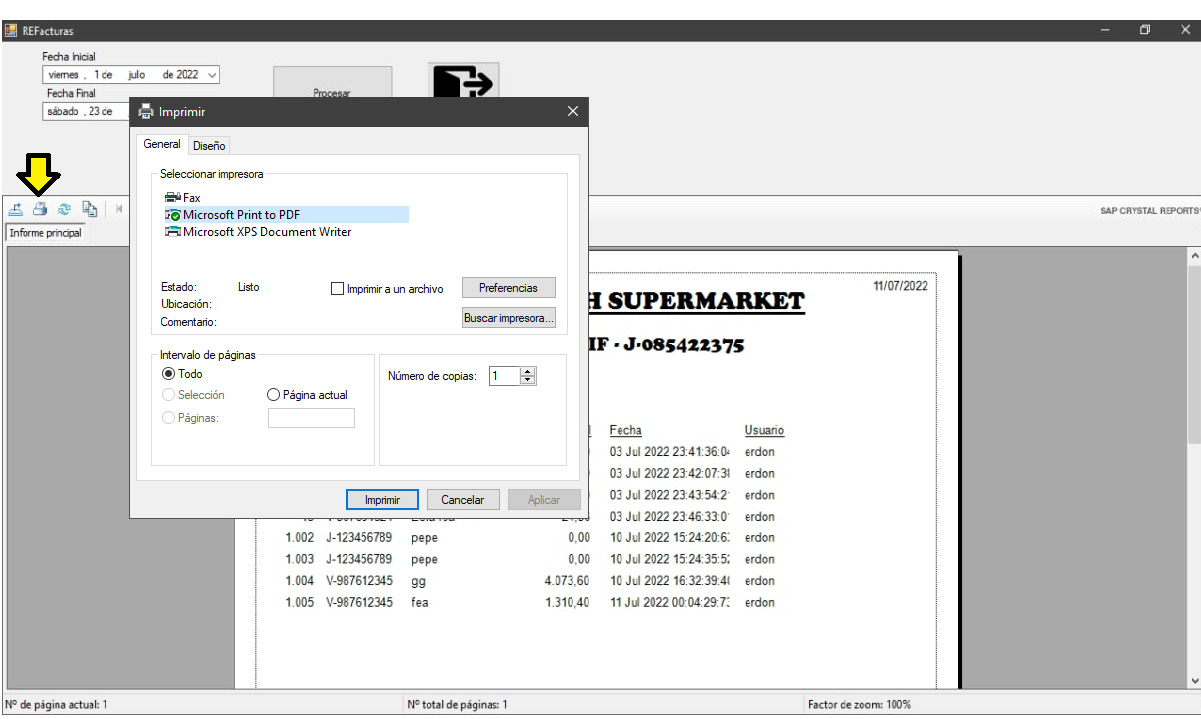 REFacturas
Fecha Inicial
viernes , 1 de julio de 2022
Fecha Final
sábado , 23 de
Procesar
Imprimir
General Diseño
Seleccionar impresora
Fax
Microsoft Print to PDF
Microsoft XPS Document Writer
Estado: Listo
Imprimir a un archivo
Preferencias
Ubicación:
Comentario:
Buscar impresora...
Intervalo de páginas
Todo
Selección
Página actual
Páginas:
Número de copias: 1
Imprimir Cancelar Aplicar
SAP CRYSTAL REPORTS
Informe principal
11/07/2022
H SUPERMARKET
IF - J-085422375
Fecha Usuario
03 Jul 2022 23:41:36:0 erdon
03 Jul 2022 23:42:07:3 erdon
03 Jul 2022 23:43:54:2 erdon
03 Jul 2022 23:46:33:0 erdon
1.002 J-123456789 pepe 0,00 10 Jul 2022 15:24:20:6 erdon
1.003 J-123456789 pepe 0,00 10 Jul 2022 15:24:35:5 erdon
1.004 V-987612345 gg 4.073,60 10 Jul 2022 16:32:39:4 erdon
1.005 V-987612345 fea 1.310,40 11 Jul 2022 00:04:29:7 erdon
Nº de página actual: 1 Nº total de páginas: 1 Factor de zoom: 100%